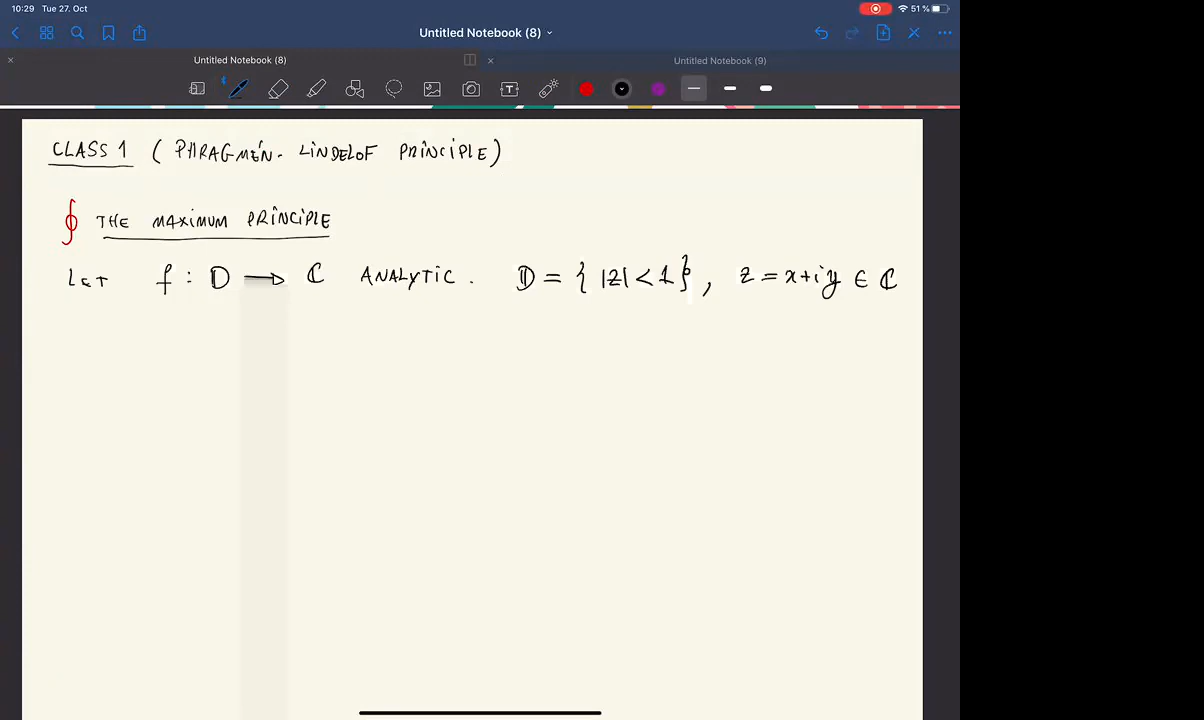 10:29 Tue 27. Oct 51 %
Untitled Notebook (8)
Untitled Notebook (8) Untitled Notebook (9)
CLASS 1 ( PHRAGMÉN - LINDELOF PRINCIPLE)
∮ THE MAXIMUM PRINCIPLE
LET f : D → ℂ ANALYTIC . 𝔻 = { |z| < 1 } , z = x + iy ∈ ℂ